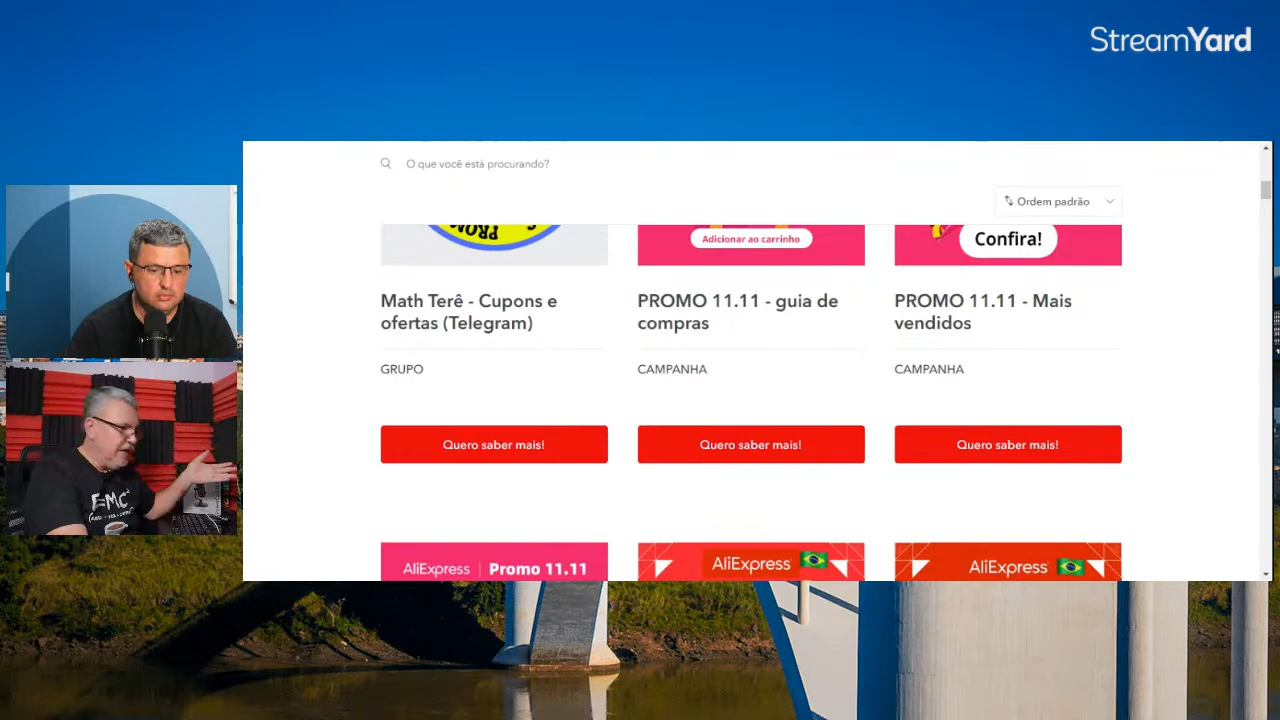 StreamYard
O que você está procurando?
Ordem padrão
PROMO
Adicionar ao carrinho
Confira!
Math Terê - Cupons e
ofertas (Telegram)
PROMO 11.11 - guia de
compras
PROMO 11.11 - Mais
vendidos
GRUPO
CAMPANHA
CAMPANHA
Quero saber mais!
Quero saber mais!
Quero saber mais!
AliExpress | Promo 11.11
AliExpress
AliExpress
E=MC²